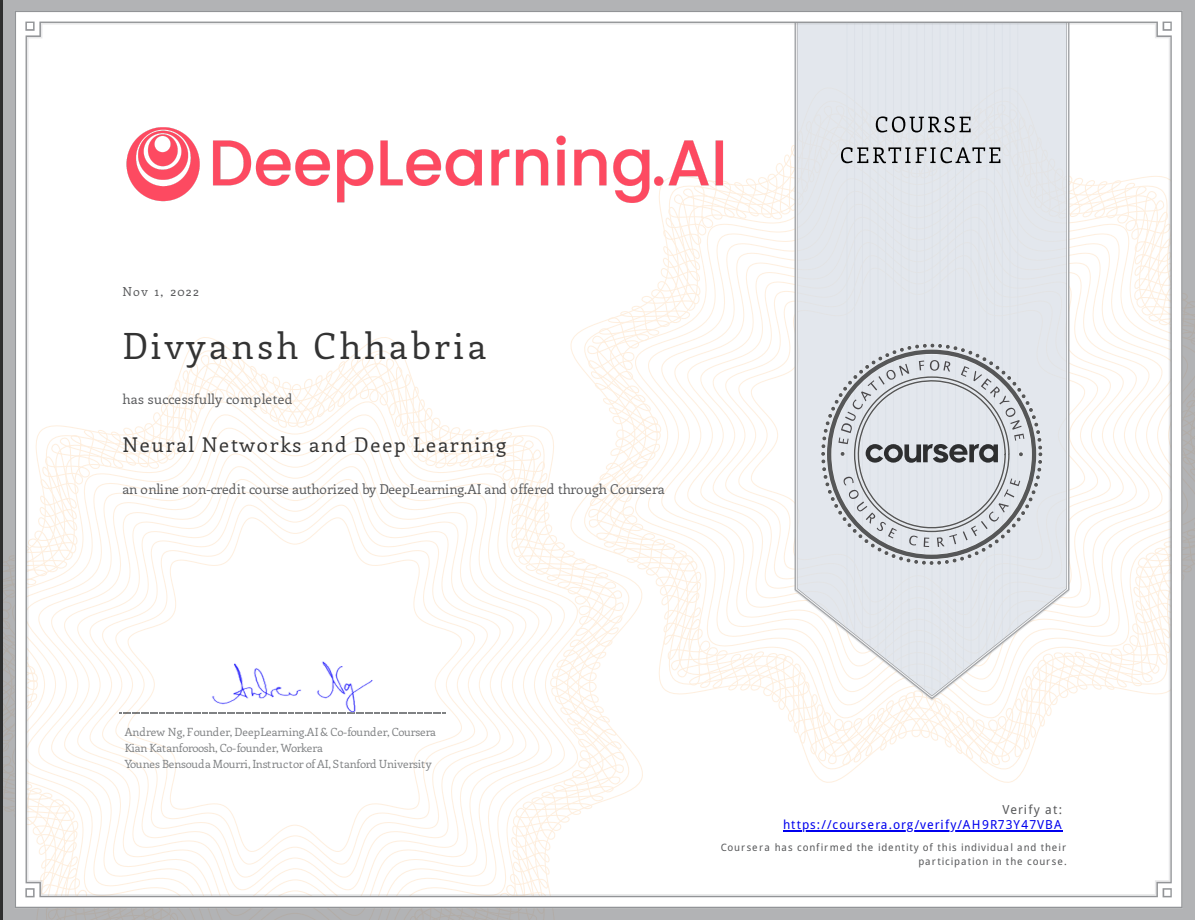 DeepLearning.AI
COURSE
CERTIFICATE
Nov 1, 2022
Divyansh Chhabria
has successfully completed
Neural Networks and Deep Learning
an online non-credit course authorized by DeepLearning.AI and offered through Coursera
EDUCATION FOR EVERYONE
coursera
COURSE CERTIFICATE
Andrew Ng
Andrew Ng, Founder, DeepLearning.AI & Co-founder, Coursera
Kian Katanforoosh, Co-founder, Workera
Younes Bensouda Mourri, Instructor of AI, Stanford University
Verify at:
https://coursera.org/verify/AH9R73Y47VBA
Coursera has confirmed the identity of this individual and their
participation in the course.